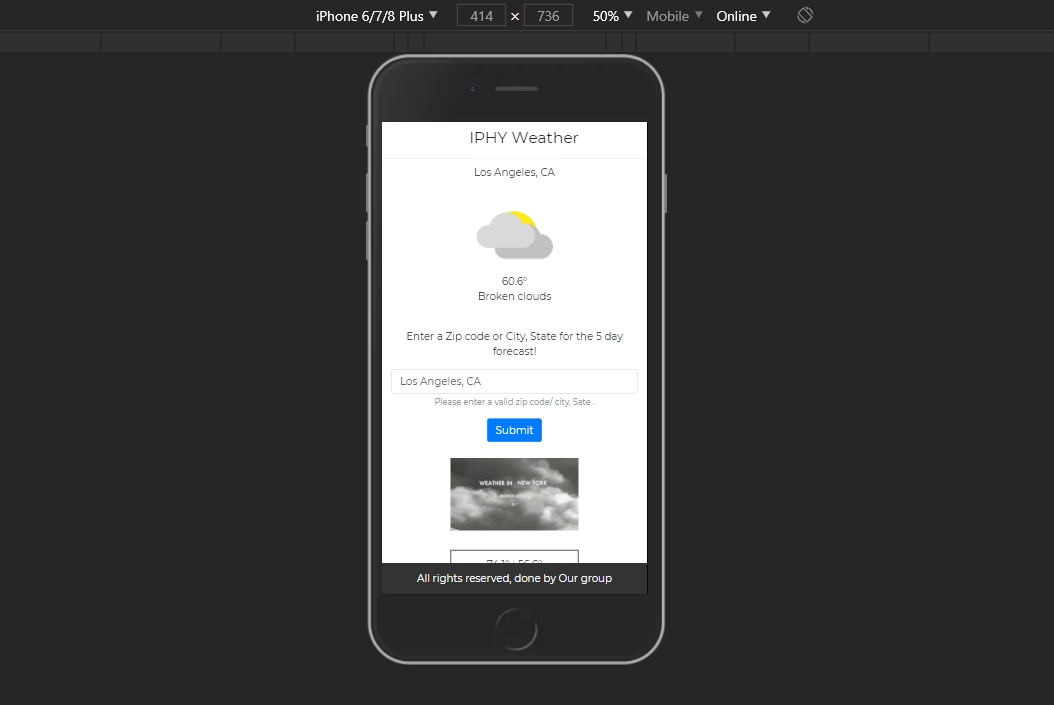 iPhone 6/7/8 Plus 414 × 736 50% Mobile Online
IPHY Weather
Los Angeles, CA
60.6°
Broken clouds
Enter a Zip code or City, State for the 5 day
forecast!
Los Angeles, CA
Please enter a valid zip code/ city, Sate .
Submit
WEATHER IN NEW YORK
All rights reserved, done by Our group